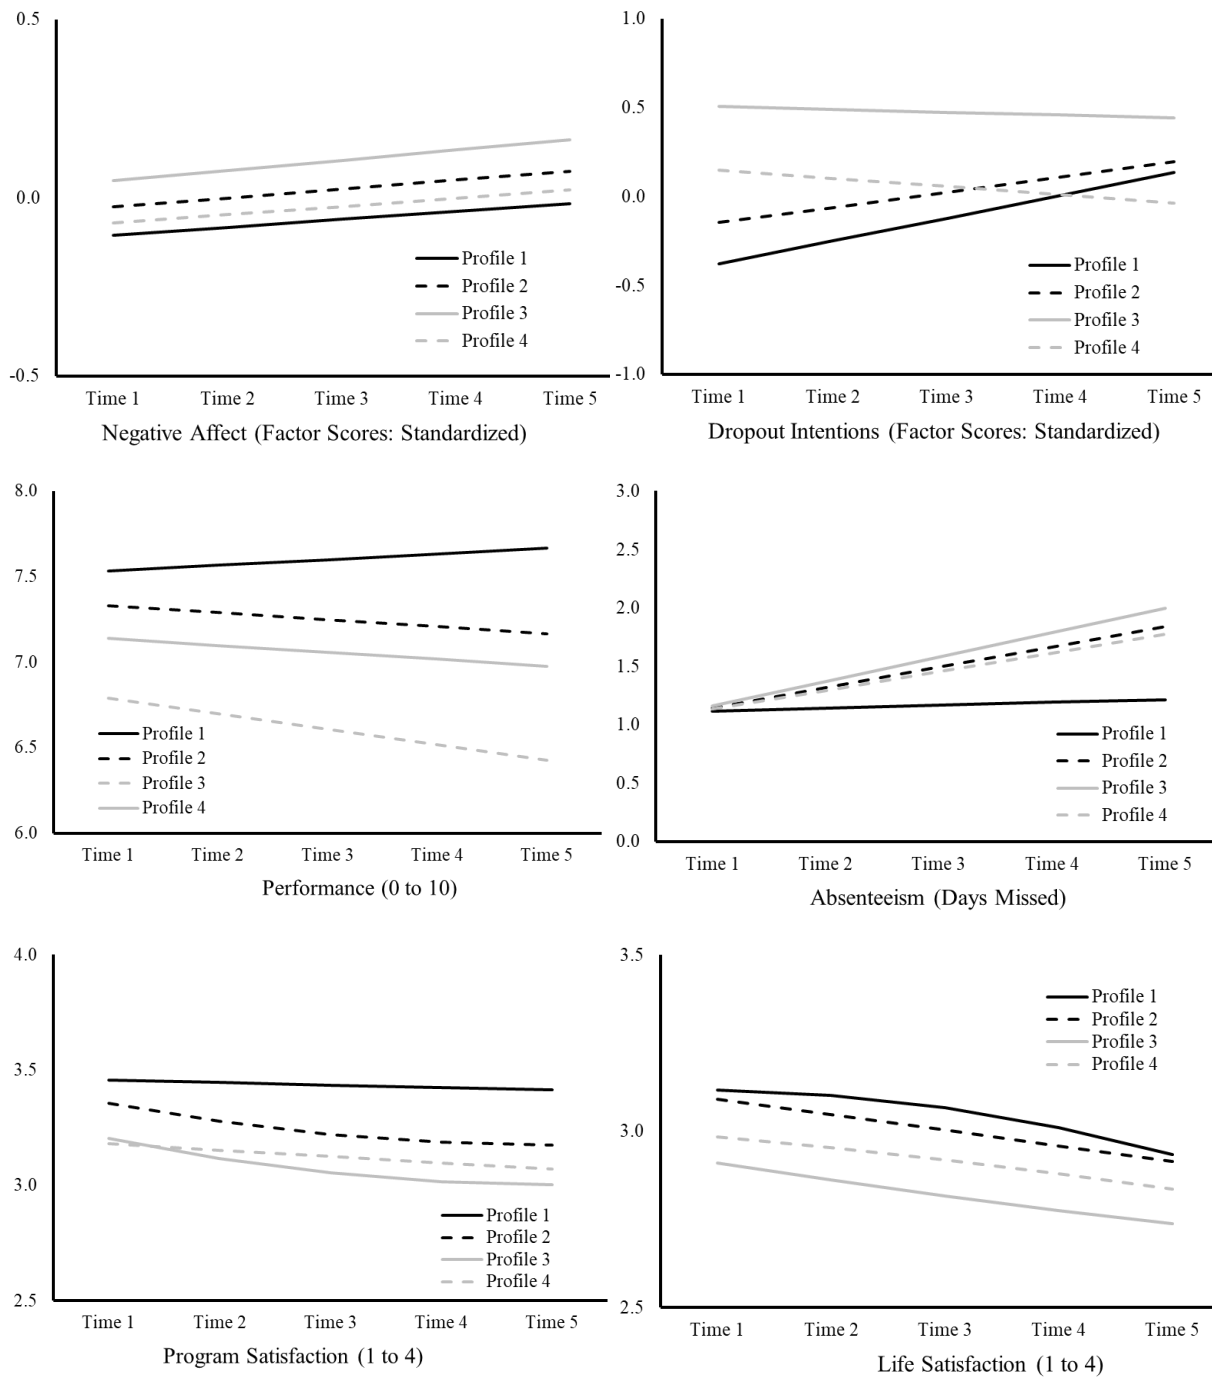 0.5
0.0
-0.5
Profile 1
Profile 2
Profile 3
Profile 4
Time 1 Time 2 Time 3 Time 4 Time 5
Negative Affect (Factor Scores: Standardized)
1.0
0.5
0.0
-0.5
-1.0
Profile 1
Profile 2
Profile 3
Profile 4
Time 1 Time 2 Time 3 Time 4 Time 5
Dropout Intentions (Factor Scores: Standardized)
8.0
7.5
7.0
6.5
6.0
Profile 1
Profile 2
Profile 3
Profile 4
Time 1 Time 2 Time 3 Time 4 Time 5
Performance (0 to 10)
3.0
2.5
2.0
1.5
1.0
0.5
0.0
Profile 1
Profile 2
Profile 3
Profile 4
Time 1 Time 2 Time 3 Time 4 Time 5
Absenteeism (Days Missed)
4.0
3.5
3.0
2.5
Profile 1
Profile 2
Profile 3
Profile 4
Time 1 Time 2 Time 3 Time 4 Time 5
Program Satisfaction (1 to 4)
3.5
3.0
2.5
Profile 1
Profile 2
Profile 3
Profile 4
Time 1 Time 2 Time 3 Time 4 Time 5
Life Satisfaction (1 to 4)